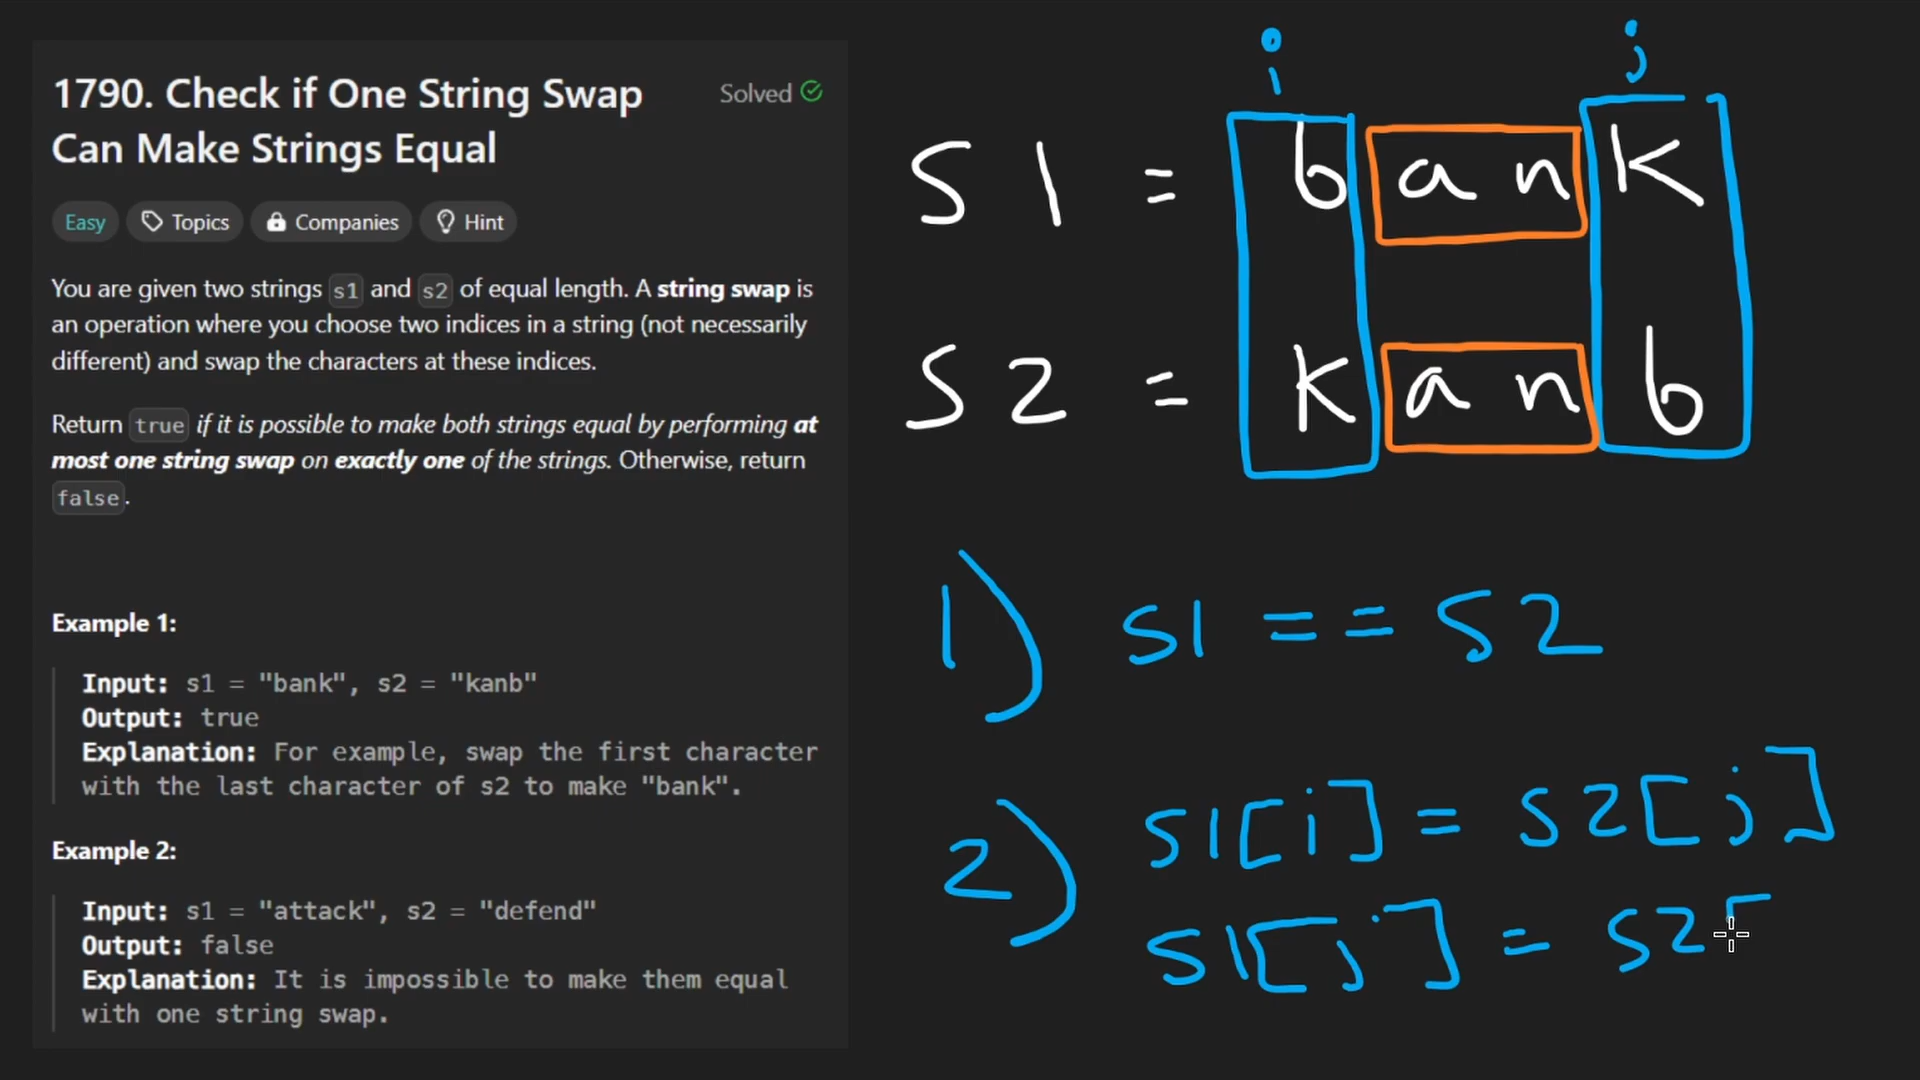 1790. Check if One String Swap
Can Make Strings Equal
Solved
Easy
Topics
Companies
Hint
You are given two strings s1 and s2 of equal length. A string swap is
an operation where you choose two indices in a string (not necessarily
different) and swap the characters at these indices.
Return true if it is possible to make both strings equal by performing at
most one string swap on exactly one of the strings. Otherwise, return
false.
Example 1:
Input: s1 = "bank", s2 = "kanb"
Output: true
Explanation: For example, swap the first character
with the last character of s2 to make "bank".
Example 2:
Input: s1 = "attack", s2 = "defend"
Output: false
Explanation: It is impossible to make them equal
with one string swap.
i j
S1 = bank
S2 = kanb
1) s1 == s2
2) s1[i] = s2[j]
s1[j] = s2[